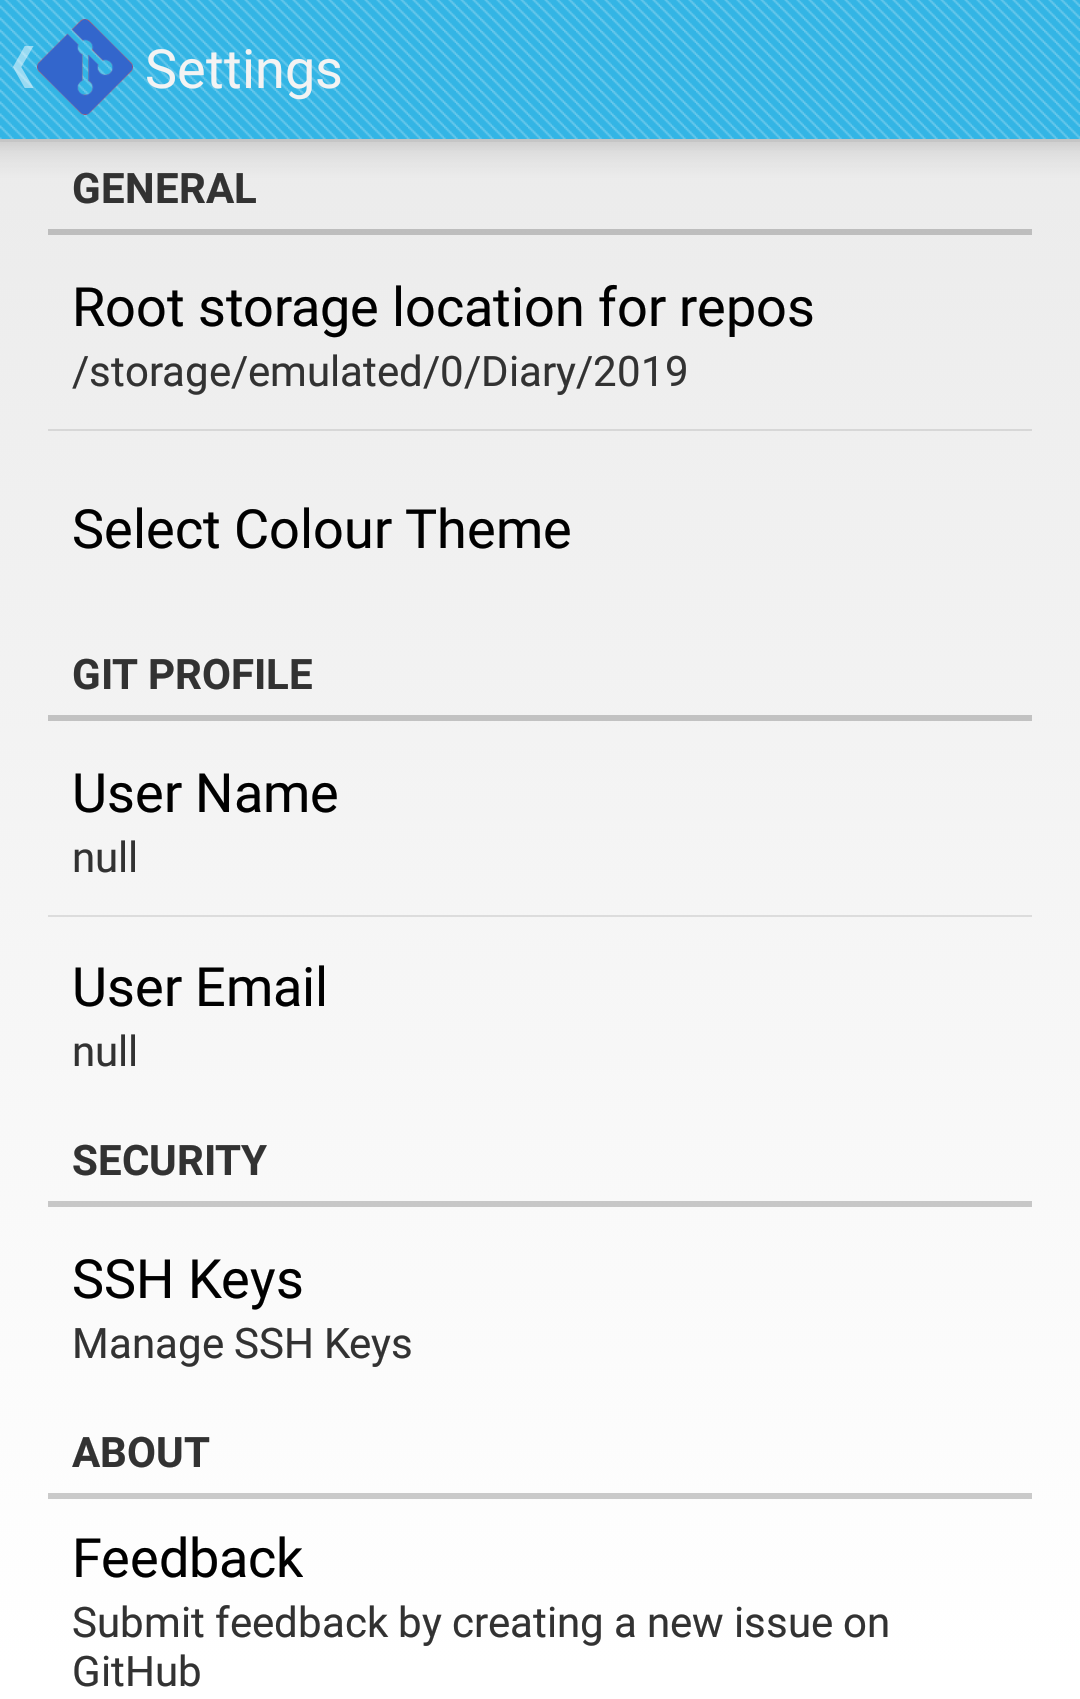 Settings
GENERAL
Root storage location for repos
/storage/emulated/0/Diary/2019
Select Colour Theme
GIT PROFILE
User Name
null
User Email
null
SECURITY
SSH Keys
Manage SSH Keys
ABOUT
Feedback
Submit feedback by creating a new issue on
GitHub